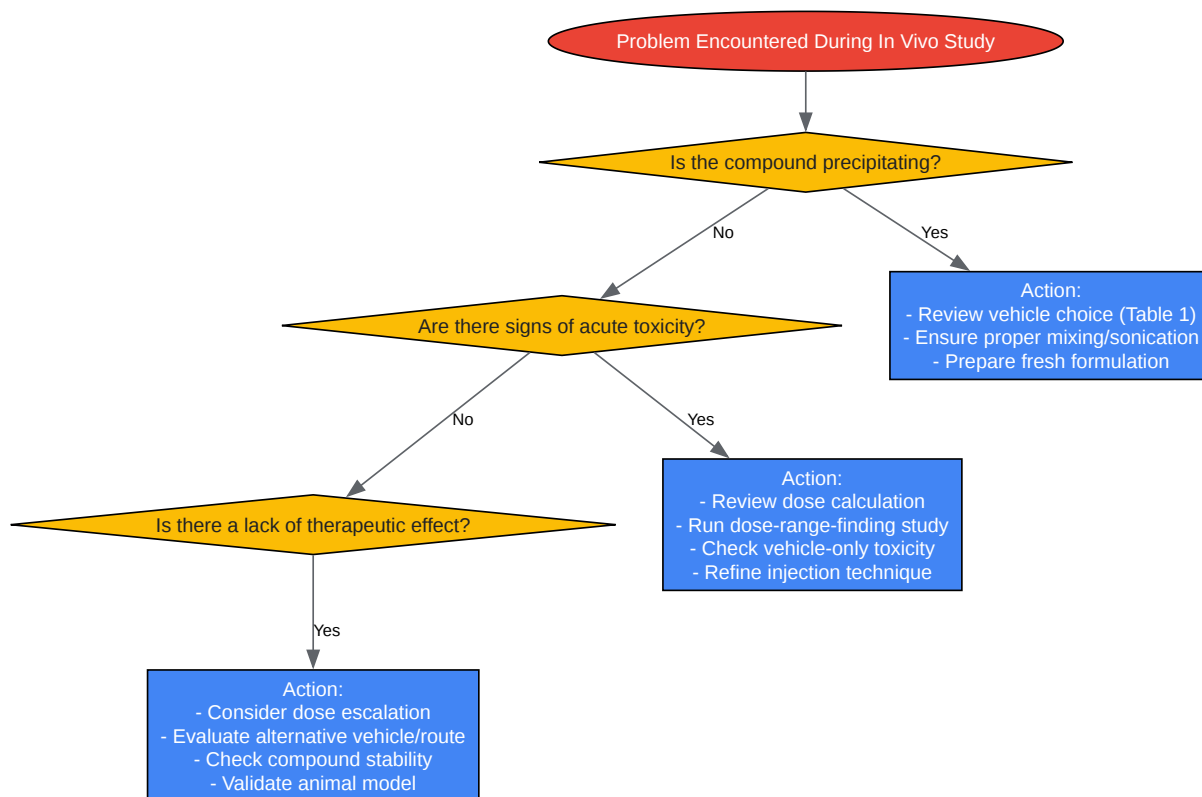 Problem Encountered During In Vivo Study
Is the compound precipitating?
No
Yes
Action:
- Review vehicle choice (Table 1)
- Ensure proper mixing/sonication
- Prepare fresh formulation
Are there signs of acute toxicity?
No
Yes
Action:
- Review dose calculation
- Run dose-range-finding study
- Check vehicle-only toxicity
- Refine injection technique
Is there a lack of therapeutic effect?
Yes
Action:
- Consider dose escalation
- Evaluate alternative vehicle/route
- Check compound stability
- Validate animal model